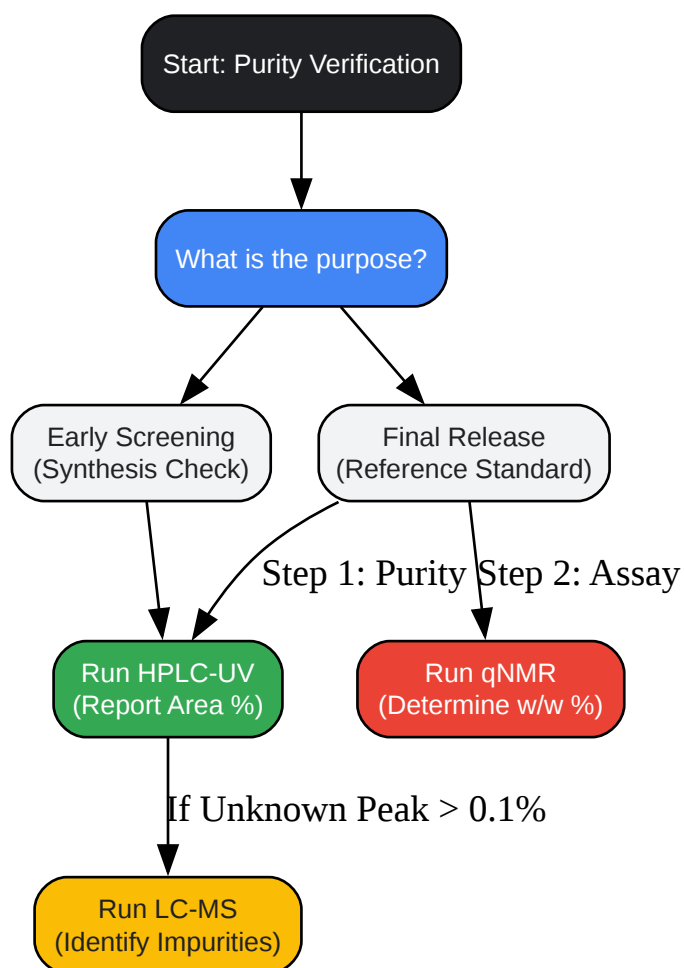 Start: Purity Verification
What is the purpose?
Early Screening
(Synthesis Check)
Final Release
(Reference Standard)
Step 1: Purity
Step 2: Assay
Run HPLC-UV
(Report Area %)
Run qNMR
(Determine w/w %)
If Unknown Peak > 0.1%
Run LC-MS
(Identify Impurities)